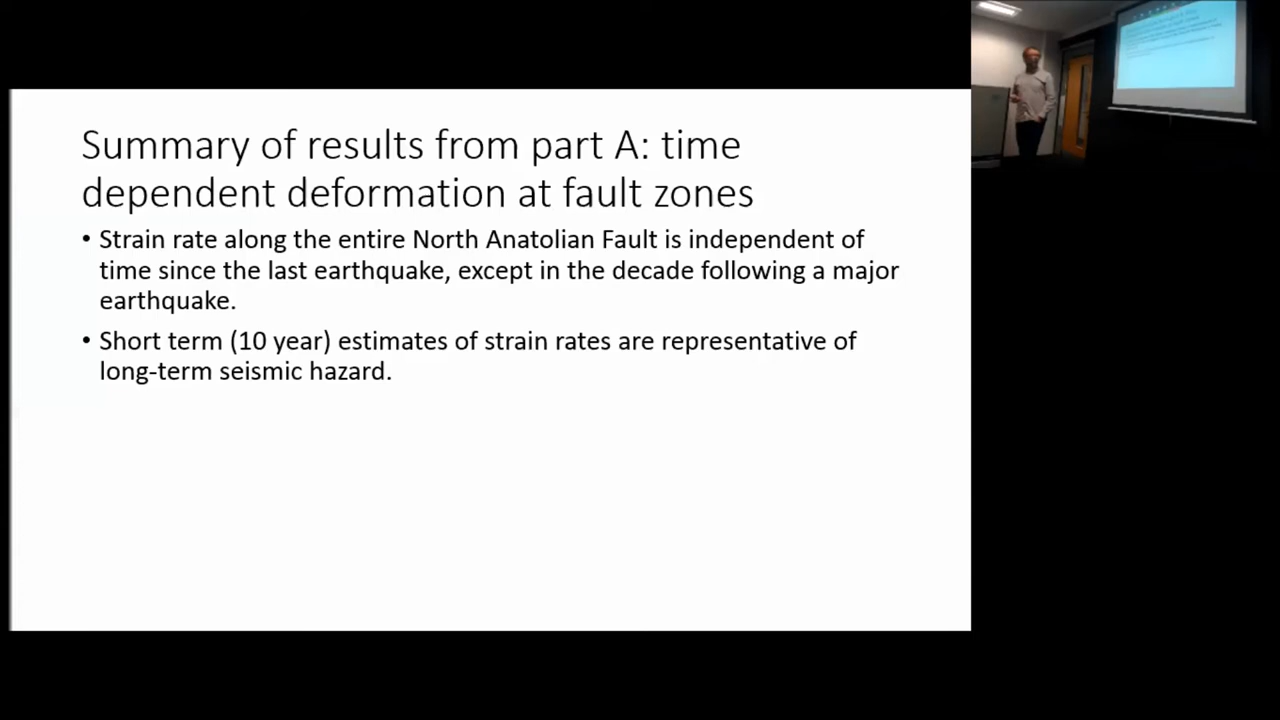 Summary of results from part A: time
dependent deformation at fault zones
• Strain rate along the entire North Anatolian Fault is independent of
time since the last earthquake, except in the decade following a major
earthquake.
• Short term (10 year) estimates of strain rates are representative of
long-term seismic hazard.